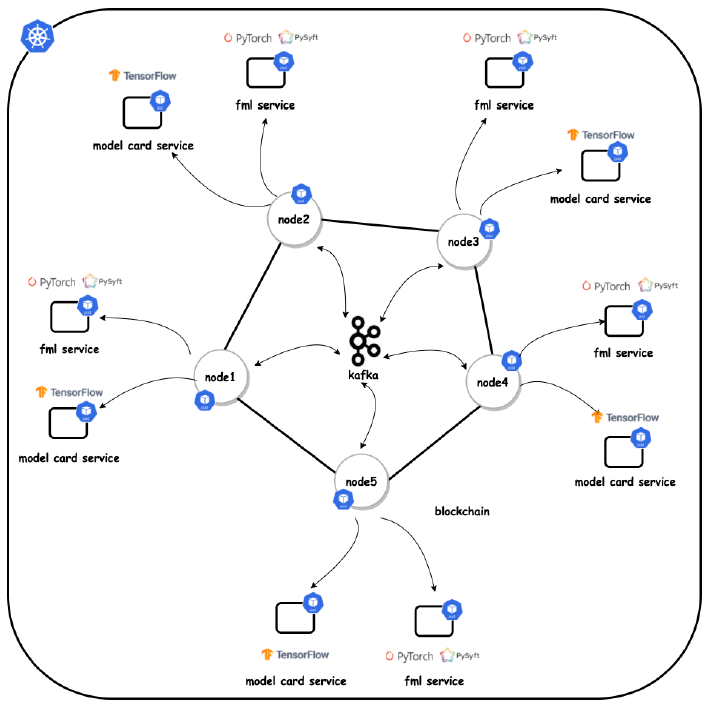 PyTorch PySyft
fml service
PyTorch PySyft
fml service
TensorFlow
model card service
TensorFlow
model card service
node2
node3
PyTorch PySyft
fml service
PyTorch PySyft
fml service
kafka
node1
node4
TensorFlow
model card service
TensorFlow
model card service
node5
blockchain
TensorFlow
model card service
PyTorch PySyft
fml service